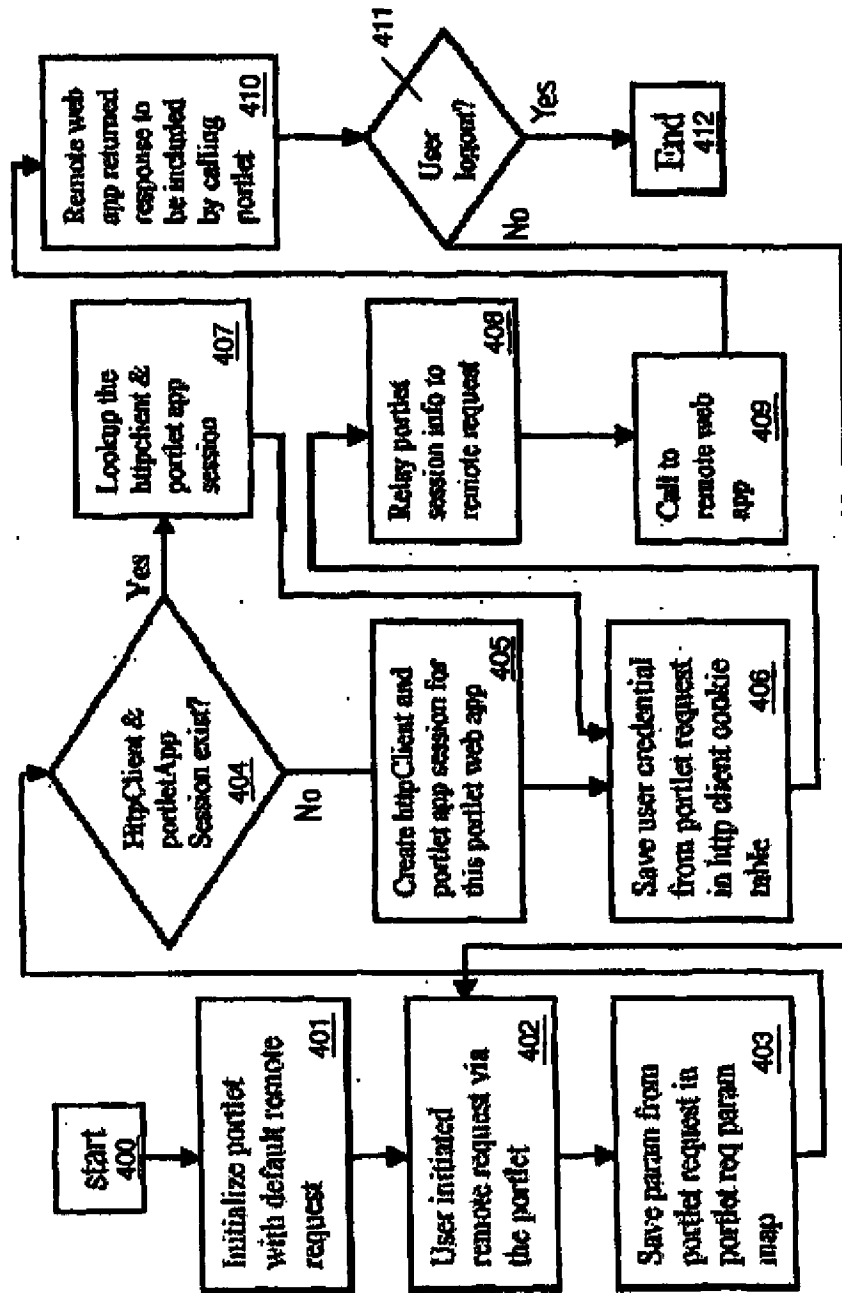 start
400
Initialize portlet
with default remote
request
401
User initiated
remote request via
the portlet
402
Save param from
portlet request in
portlet req param
map
403
HttpClient &
portletApp
Session exist?
404
Yes
No
Create httpClient and
portlet app session for
this portlet web app
405
Save user credential
from portlet request
in http client cookie
table
406
Lookup the
httpclient &
portlet app
session
407
Relay portlet
session info to
remote request
408
Call to
remote web
app
409
Remote web
app returned
response to
be included
by calling
portlet
410
User
logout?
411
Yes
No
End
412